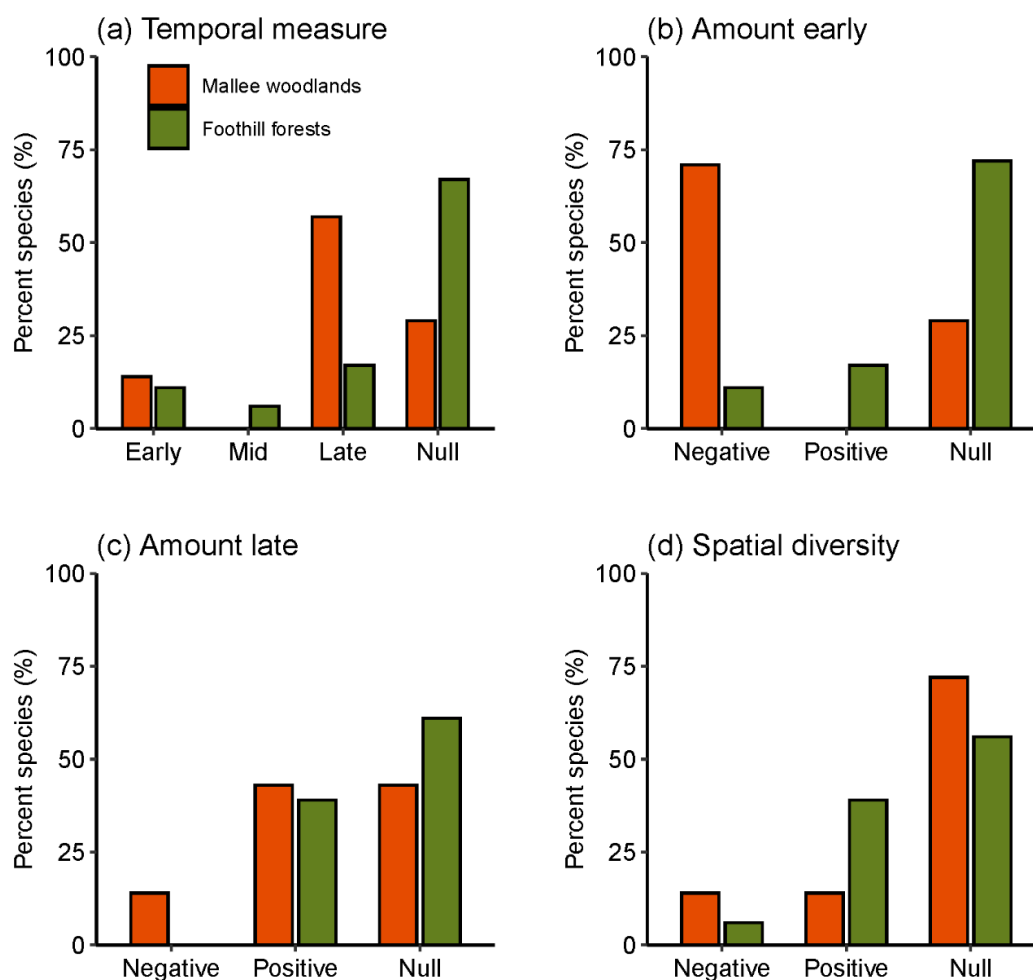 (a) Temporal measure
Percent species (%)
100
75
50
25
0
Mallee woodlands
Foothill forests
Early Mid Late Null
(b) Amount early
Percent species (%)
100
75
50
25
0
Negative Positive Null
(c) Amount late
Percent species (%)
100
75
50
25
0
Negative Positive Null
(d) Spatial diversity
Percent species (%)
100
75
50
25
0
Negative Positive Null